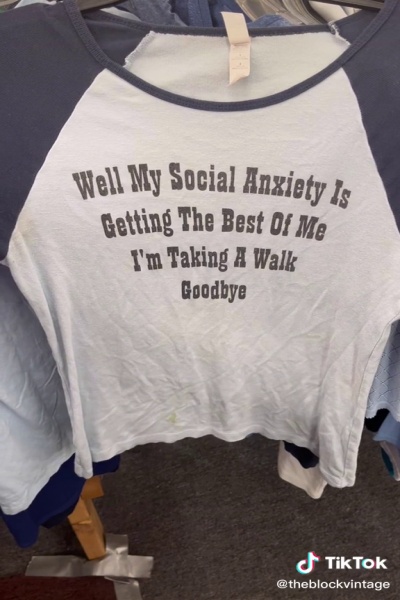 Well My Social Anxiety Is
Getting The Best Of Me
I'm Taking A Walk
Goodbye
TikTok
@theblockvintage